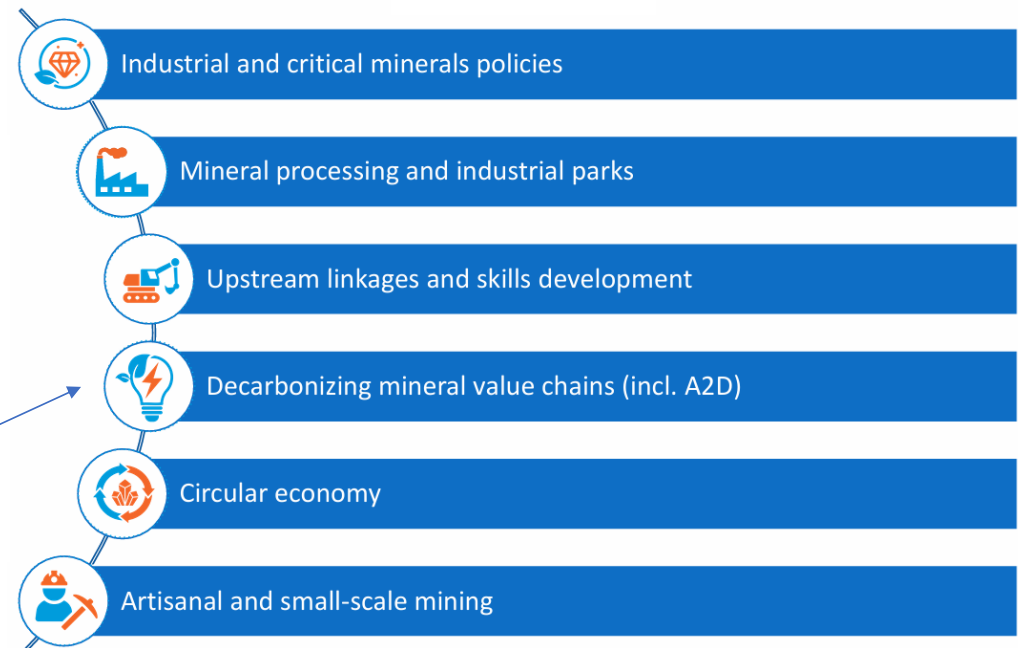 Industrial and critical minerals policies
Mineral processing and industrial parks
Upstream linkages and skills development
Decarbonizing mineral value chains (incl. A2D)
Circular economy
Artisanal and small-scale mining